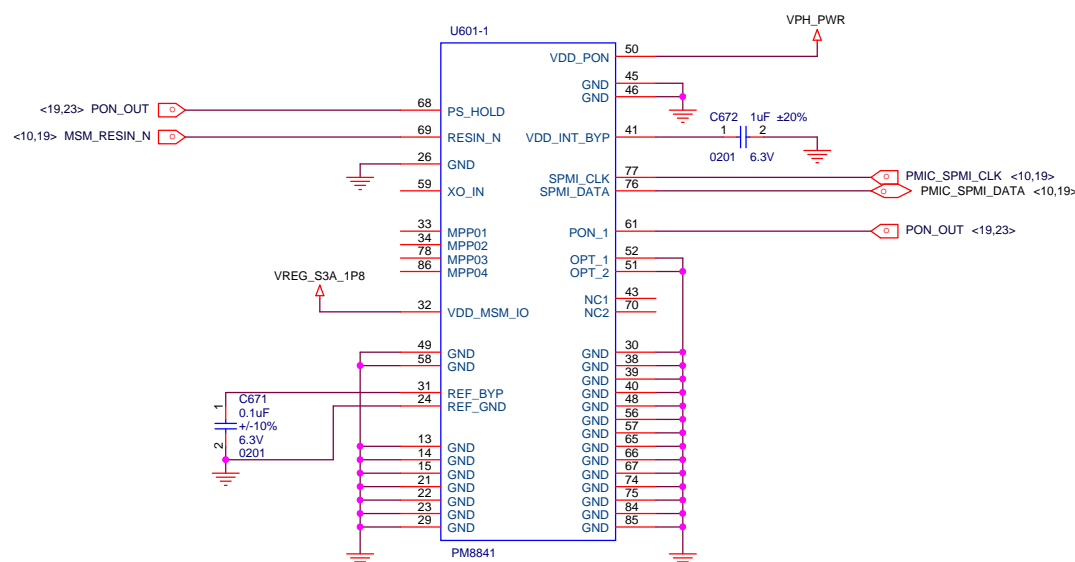 U601-1
VPH_PWR
50 VDD_PON
45 GND
46 GND
<19,23> PON_OUT 68 PS_HOLD
<10,19> MSM_RESIN_N 69 RESIN_N
C672 1uF ±20%
41 VDD_INT_BYP 1 2
0201 6.3V
26 GND
59 XO_IN
SPMI_CLK 77 PMIC_SPMI_CLK <10,19>
SPMI_DATA 76 PMIC_SPMI_DATA <10,19>
33 MPP01
34 MPP02
78 MPP03
86 MPP04
PON_1 61 PON_OUT <19,23>
OPT_1 52
OPT_2 51
VREG_S3A_1P8
32 VDD_MSM_IO
NC1 43
NC2 70
49 GND
58 GND
31 REF_BYP
24 REF_GND
1 C671
0.1uF
+/-10%
2 6.3V
0201
13 GND
14 GND
15 GND
21 GND
22 GND
23 GND
29 GND
GND 30
GND 38
GND 39
GND 40
GND 48
GND 56
GND 57
GND 65
GND 66
GND 67
GND 74
GND 75
GND 84
GND 85
PM8841